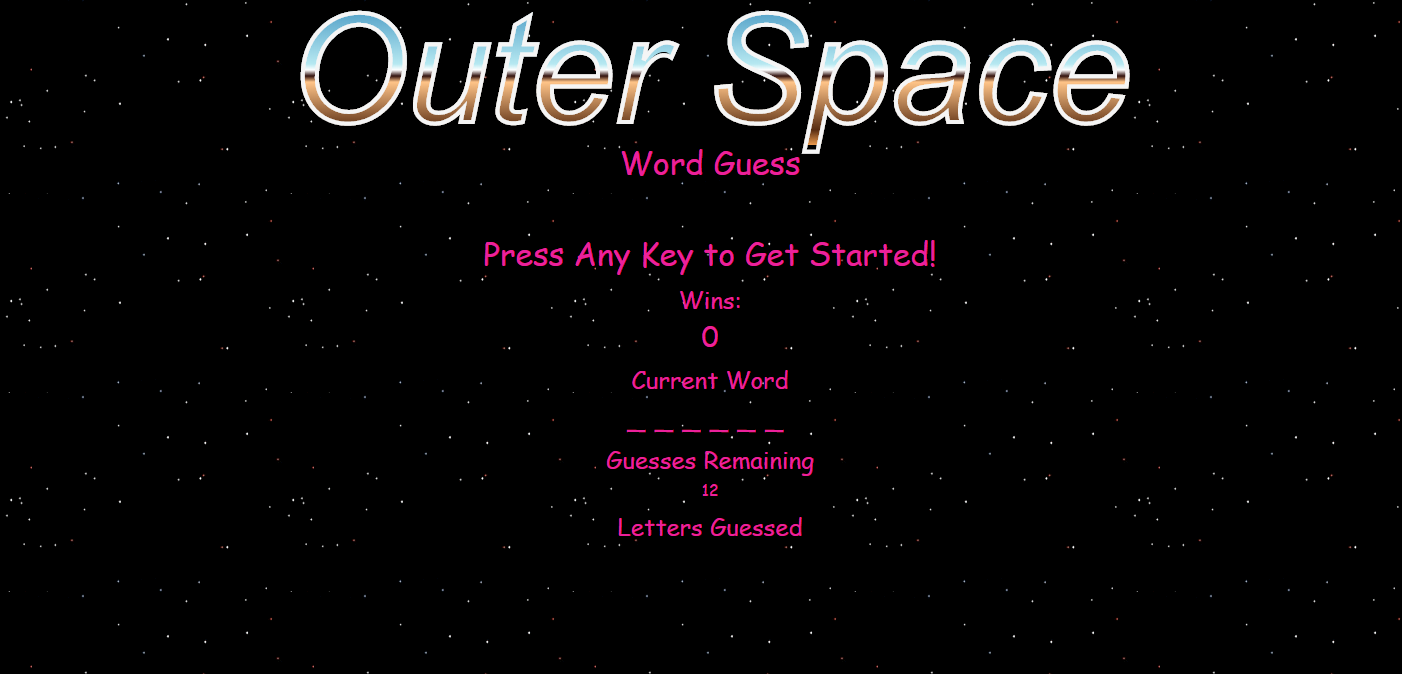 Outer Space
Word Guess
Press Any Key to Get Started!
Wins:
0
Current Word
_ _ _ _ _ _
Guesses Remaining
12
Letters Guessed